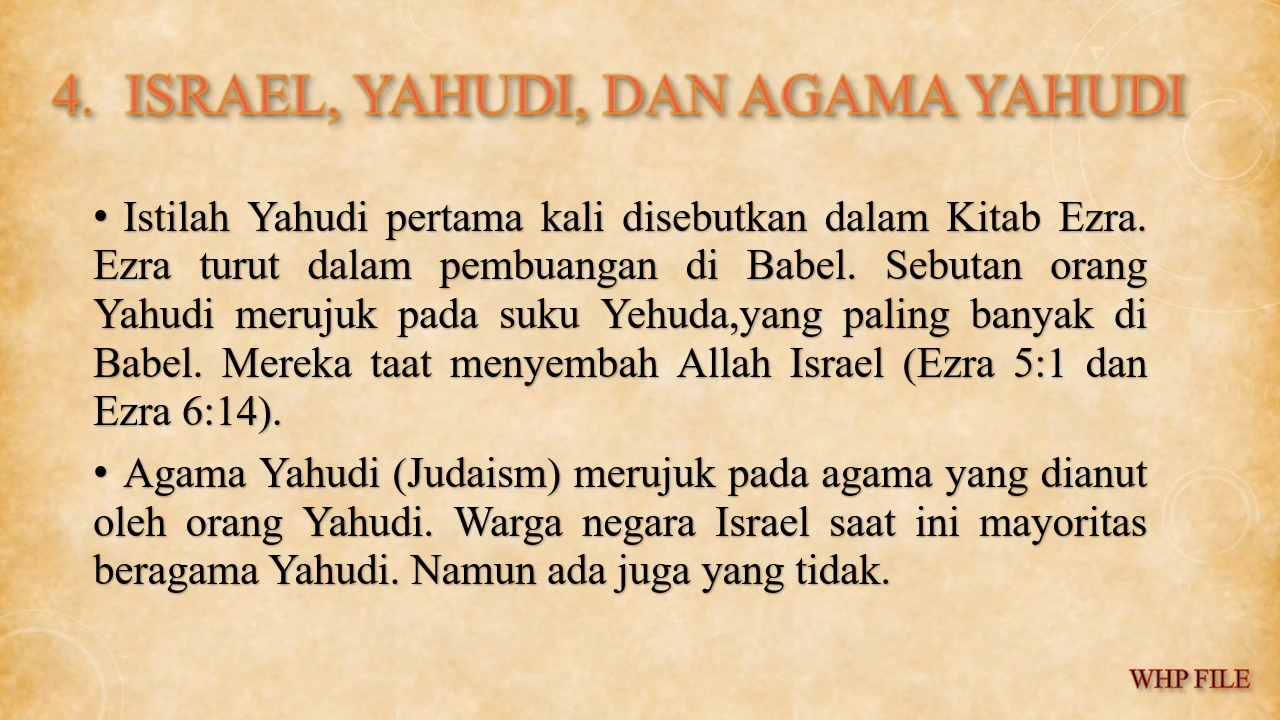 4. ISRAEL, YAHUDI, DAN AGAMA YAHUDI
• Istilah Yahudi pertama kali disebutkan dalam Kitab Ezra.
Ezra turut dalam pembuangan di Babel. Sebutan orang
Yahudi merujuk pada suku Yehuda,yang paling banyak di
Babel. Mereka taat menyembah Allah Israel (Ezra 5:1 dan
Ezra 6:14).
• Agama Yahudi (Judaism) merujuk pada agama yang dianut
oleh orang Yahudi. Warga negara Israel saat ini mayoritas
beragama Yahudi. Namun ada juga yang tidak.
WHP FILE